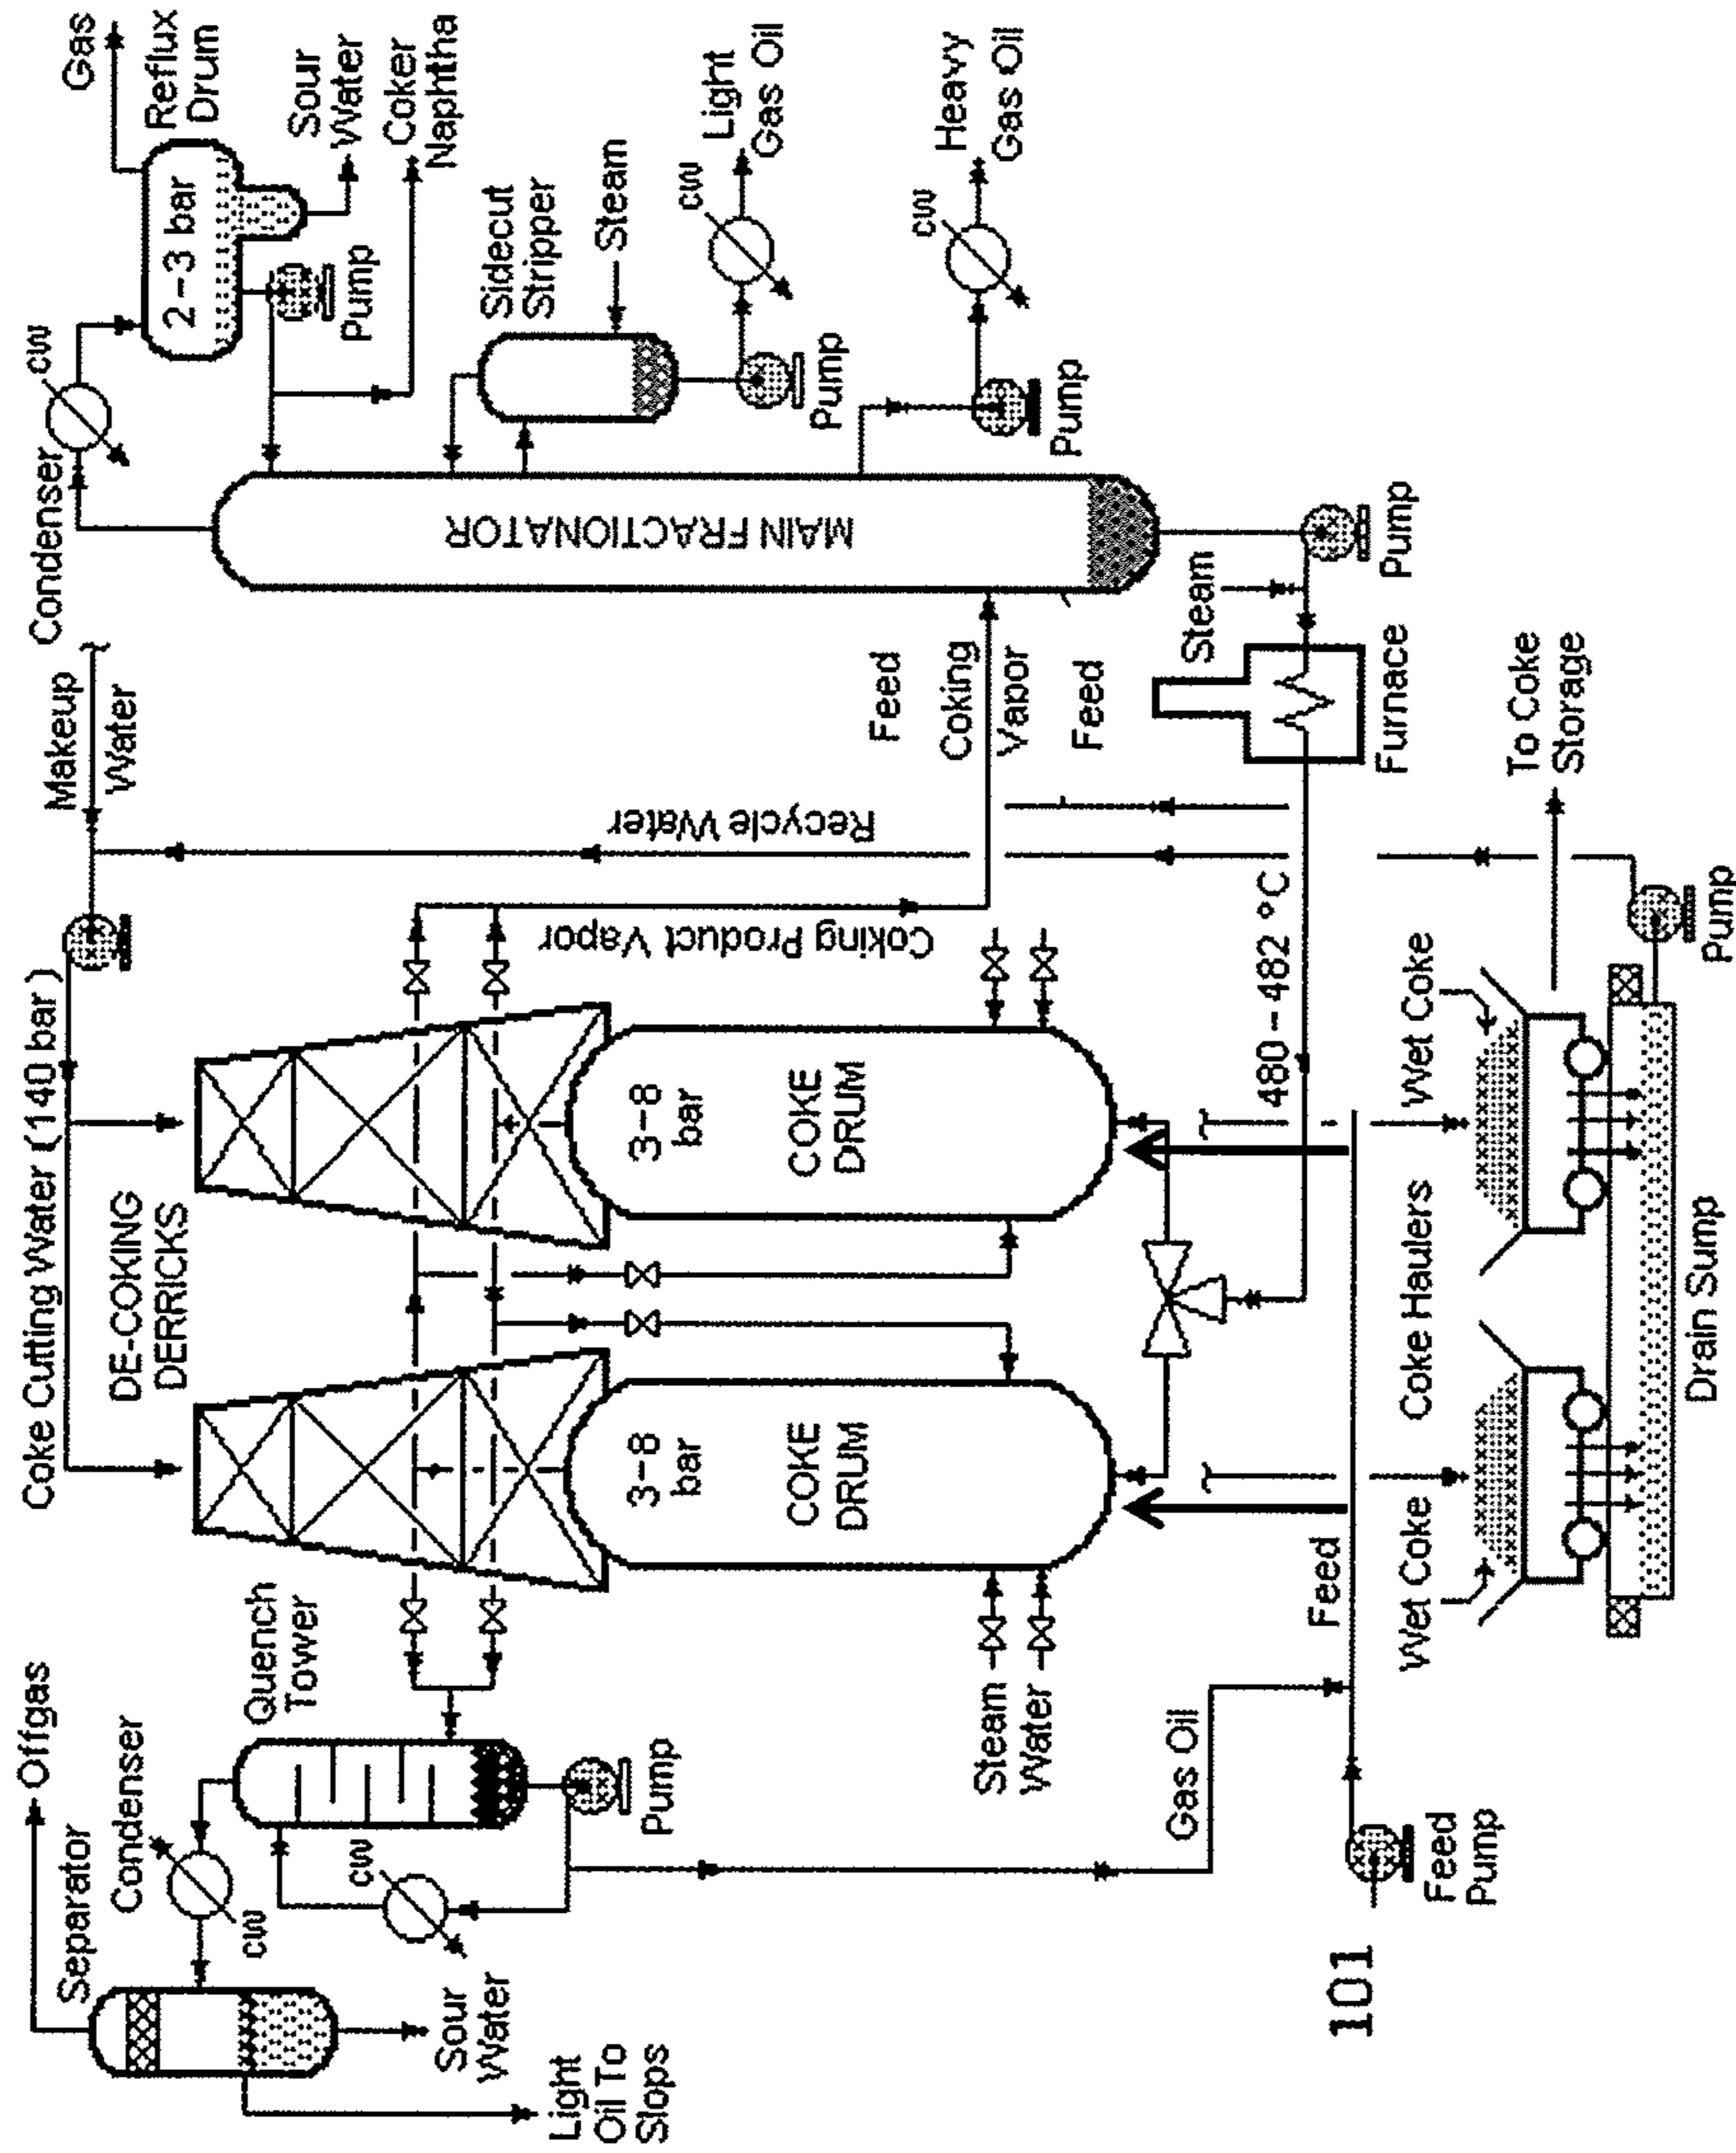 Offgas
Separator
Condenser
CW
Sour
Water
Light
Oil To
Slops
CW
Quench
Tower
Pump
Gas Oil
101
Feed
Pump
Feed
Coke Cutting Water (140 bar)
DE-COKING
DERRICKS
3-8
bar
COKE
DRUM
3-8
bar
COKE
DRUM
Steam
Water
Makeup
Water
Recycle Water
Coking Product Vapor
Feed
Coking
Vapor
Feed
480 - 482 °C
Wet Coke
Coke Haulers
Wet Coke
Drain Sump
Pump
To Coke
Storage
Furnace
Steam
Pump
MAIN FRACTIONATOR
Condenser
CW
Gas
Reflux
Drum
2-3 bar
Pump
Sour
Water
Coker
Naphtha
Sidecut
Stripper
Steam
Pump
CW
Light
Gas Oil
Pump
CW
Heavy
Gas Oil